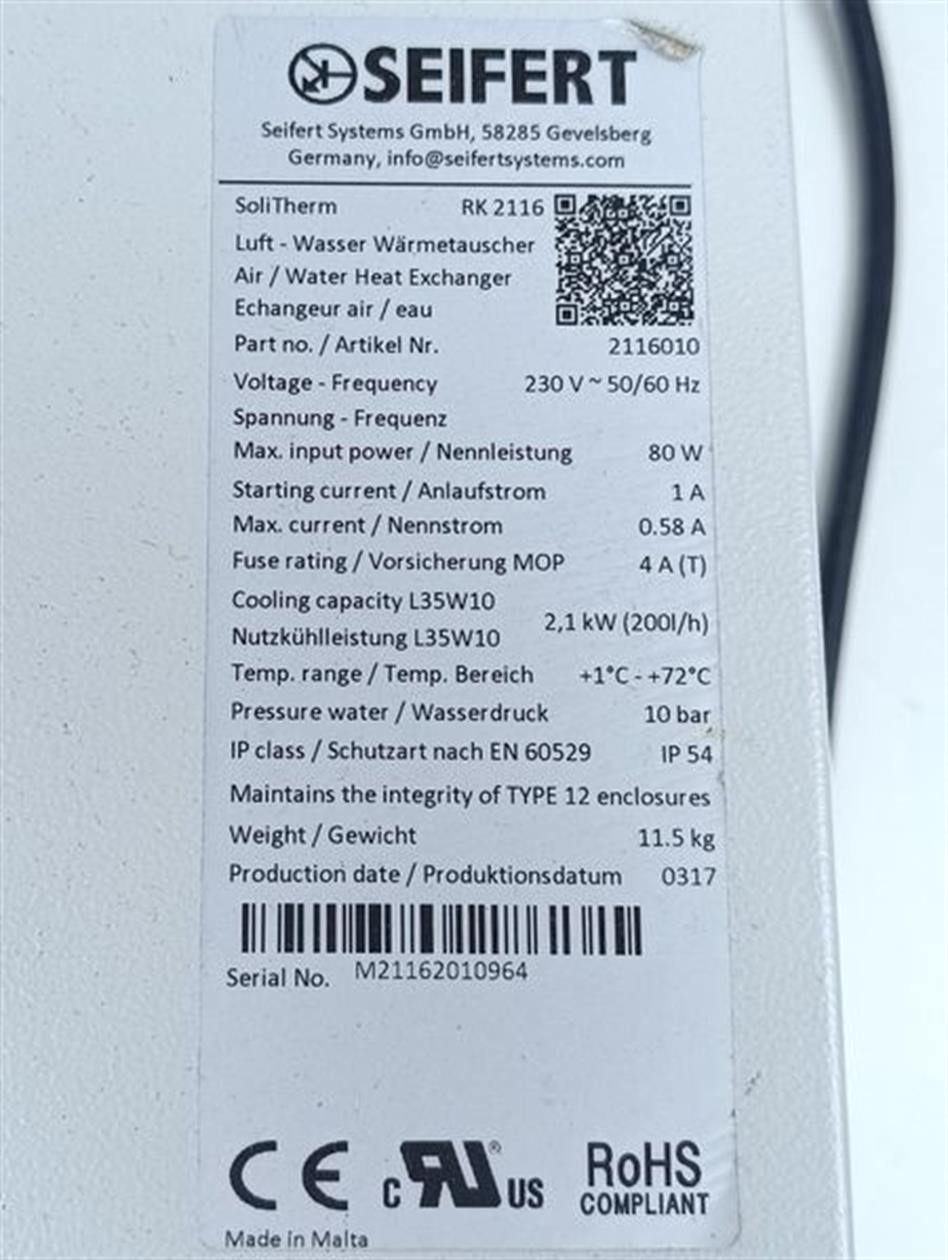 SEIFERT
Seifert Systems GmbH, 58285 Gevelsberg
Germany, info@seifertsystems.com
SoliTherm RK 2116
Luft - Wasser Wärmetauscher
Air / Water Heat Exchanger
Echangeur air / eau
Part no. / Artikel Nr. 2116010
Voltage - Frequency 230 V ~ 50/60 Hz
Spannung - Frequenz
Max. input power / Nennleistung 80 W
Starting current / Anlaufstrom 1 A
Max. current / Nennstrom 0.58 A
Fuse rating / Vorsicherung MOP 4 A (T)
Cooling capacity L35W10
2,1 kW (200l/h)
Nutzkühlleistung L35W10
Temp. range / Temp. Bereich +1°C - +72°C
Pressure water / Wasserdruck 10 bar
IP class / Schutzart nach EN 60529 IP 54
Maintains the integrity of TYPE 12 enclosures
Weight / Gewicht 11.5 kg
Production date / Produktionsdatum 0317
Serial No. M21162010964
CE c RU® US RoHS
COMPLIANT
Made in Malta